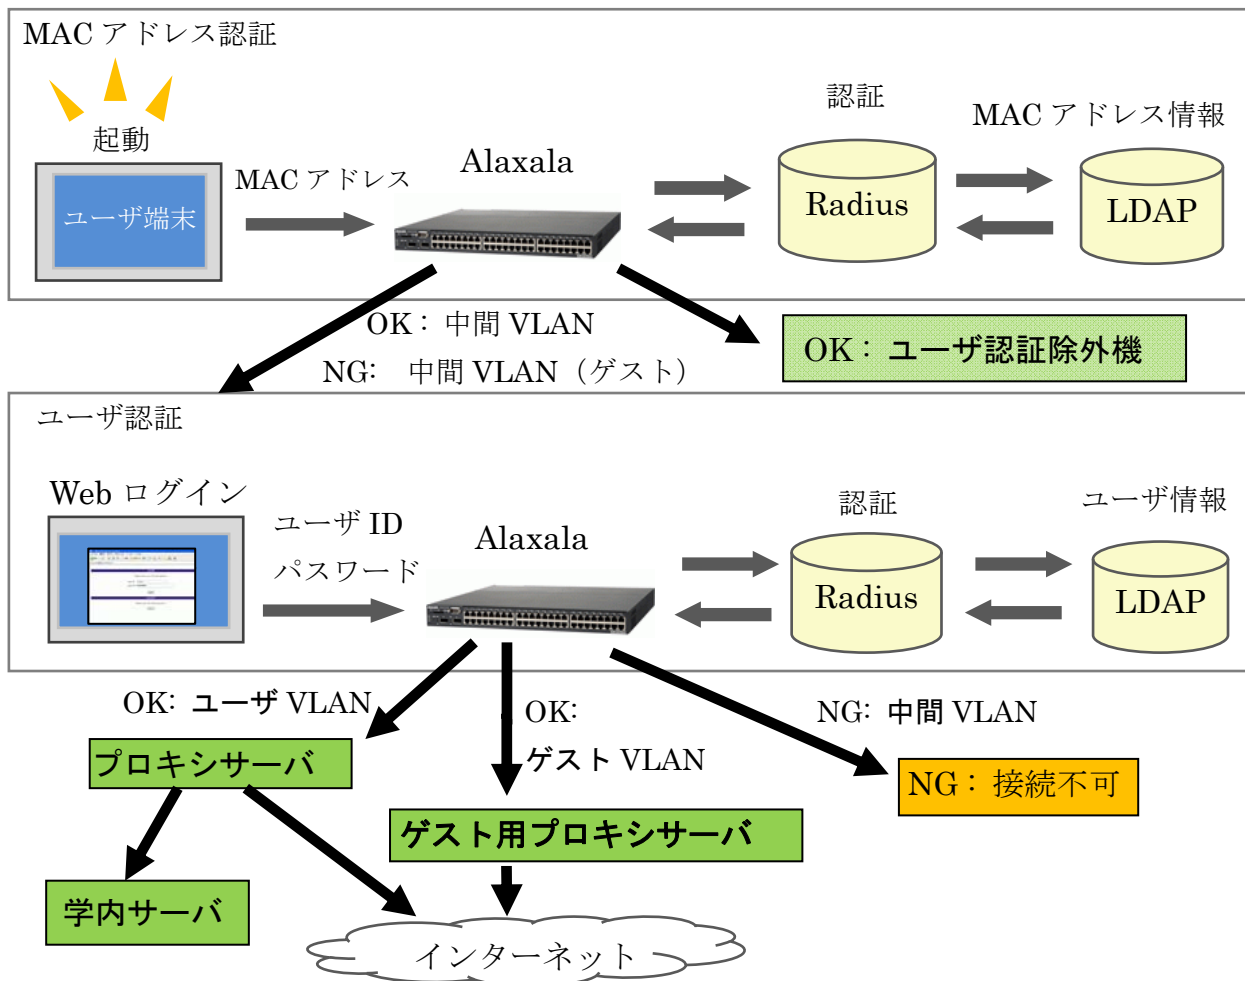 MAC アドレス認証
起動
ユーザ端末
MAC アドレス
Alaxala
認証
Radius
MAC アドレス情報
LDAP
OK : 中間 VLAN
NG: 中間 VLAN（ゲスト）
OK : ユーザ認証除外機
ユーザ認証
Web ログイン
ユーザ ID
パスワード
Alaxala
認証
Radius
ユーザ情報
LDAP
OK: ユーザ VLAN
OK:
ゲスト VLAN
NG: 中間 VLAN
プロキシサーバ
NG : 接続不可
ゲスト用プロキシサーバ
学内サーバ
インターネット